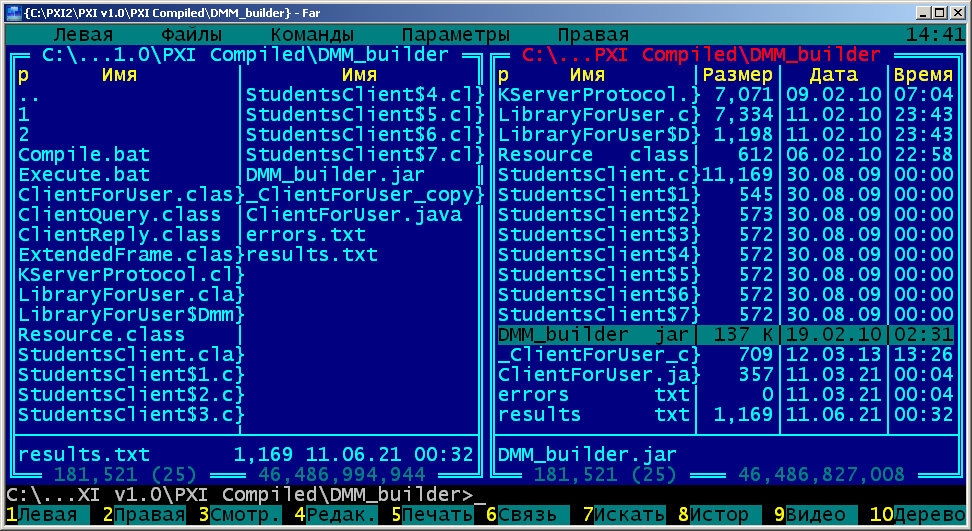 {C:\PXI2\PXI v1.0\PXI Compiled\DMM_builder} - Far
Левая Файлы Команды Параметры Правая 14:41
C:\...1.0\PXI Compiled\DMM_builder
р Имя Имя
.. StudentsClient$4.cl}
1 StudentsClient$5.cl}
2 StudentsClient$6.cl}
Compile.bat StudentsClient$7.cl}
Execute.bat DMM_builder.jar
ClientForUser.clas} _ClientForUser_copy}
ClientQuery.class ClientForUser.java
ClientReply.class errors.txt
ExtendedFrame.clas} results.txt
KServerProtocol.cl}
LibraryForUser.cla}
LibraryForUser$Dmm}
Resource.class
StudentsClient.cla}
StudentsClient$1.c}
StudentsClient$2.c}
StudentsClient$3.c}
results.txt 1,169 11.06.21 00:32
181,521 (25) 46,486,994,944
C:\...PXI Compiled\DMM_builder
р Имя Размер Дата Время
KServerProtocol.} 7,071 09.02.10 07:04
LibraryForUser.c} 7,334 11.02.10 23:43
LibraryForUser$D} 1,198 11.02.10 23:43
Resource class 612 06.02.10 22:58
StudentsClient.c} 11,169 30.08.09 00:00
StudentsClient$1} 545 30.08.09 00:00
StudentsClient$2} 573 30.08.09 00:00
StudentsClient$3} 572 30.08.09 00:00
StudentsClient$4} 572 30.08.09 00:00
StudentsClient$5} 572 30.08.09 00:00
StudentsClient$6} 572 30.08.09 00:00
StudentsClient$7} 572 30.08.09 00:00
DMM_builder jar 137 K 19.02.10 02:31
_ClientForUser_c} 709 12.03.13 13:26
ClientForUser.ja} 357 11.03.21 00:04
errors txt 0 11.03.21 00:04
results txt 1,169 11.06.21 00:32
DMM_builder.jar
181,521 (25) 46,486,827,008
C:\...XI v1.0\PXI Compiled\DMM_builder>_
1Левая 2Правая 3Смотр. 4Редак. 5Печать 6Связь 7Искать 8Истор 9Видео 10Дерево